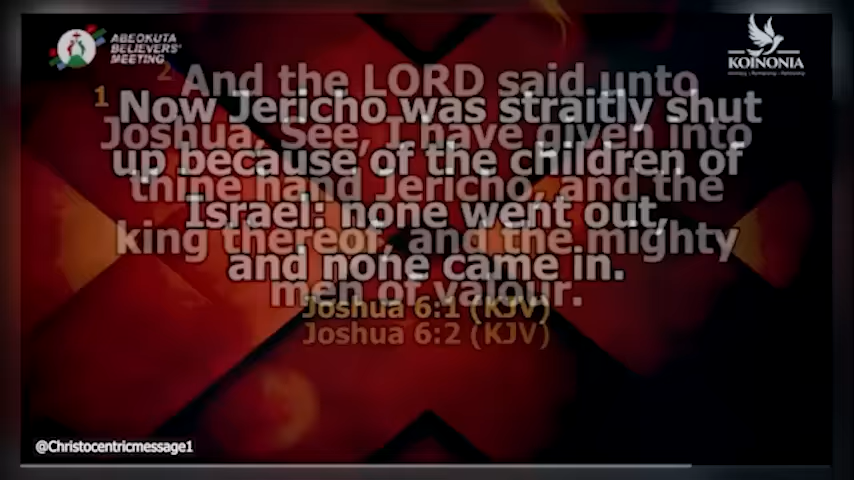 ABEOKUTA
BELIEVERS'
MEETING
KOINONIA
2 And the LORD said unto
1 Now Jericho was straitly shut
Joshua, See, I have given into
up because of the children of
thine hand Jericho, and the
Israel: none went out,
king thereof, and the mighty
and none came in.
men of valour.
Joshua 6:1 (KJV)
Joshua 6:2 (KJV)
@Christocentricmessage1